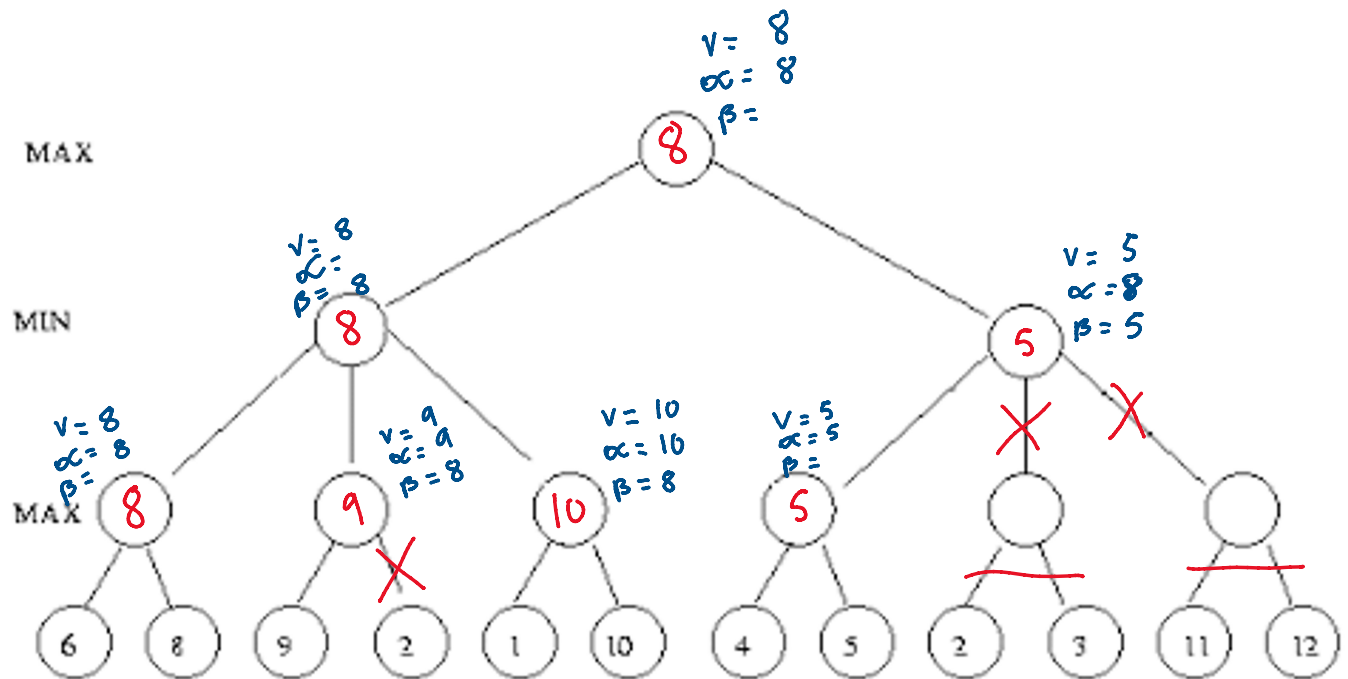 v = 8
α = 8
β =
8
MAX
v = 8
α =
β = 8
8
v = 5
α = 8
β = 5
5
MIN
v = 8
α = 8
β =
8
v = 9
α = 9
β = 8
9
v = 10
α = 10
β = 8
10
v = 5
α = 5
β =
5
MAX
6 8 9 2 1 10 4 5 2 3 11 12